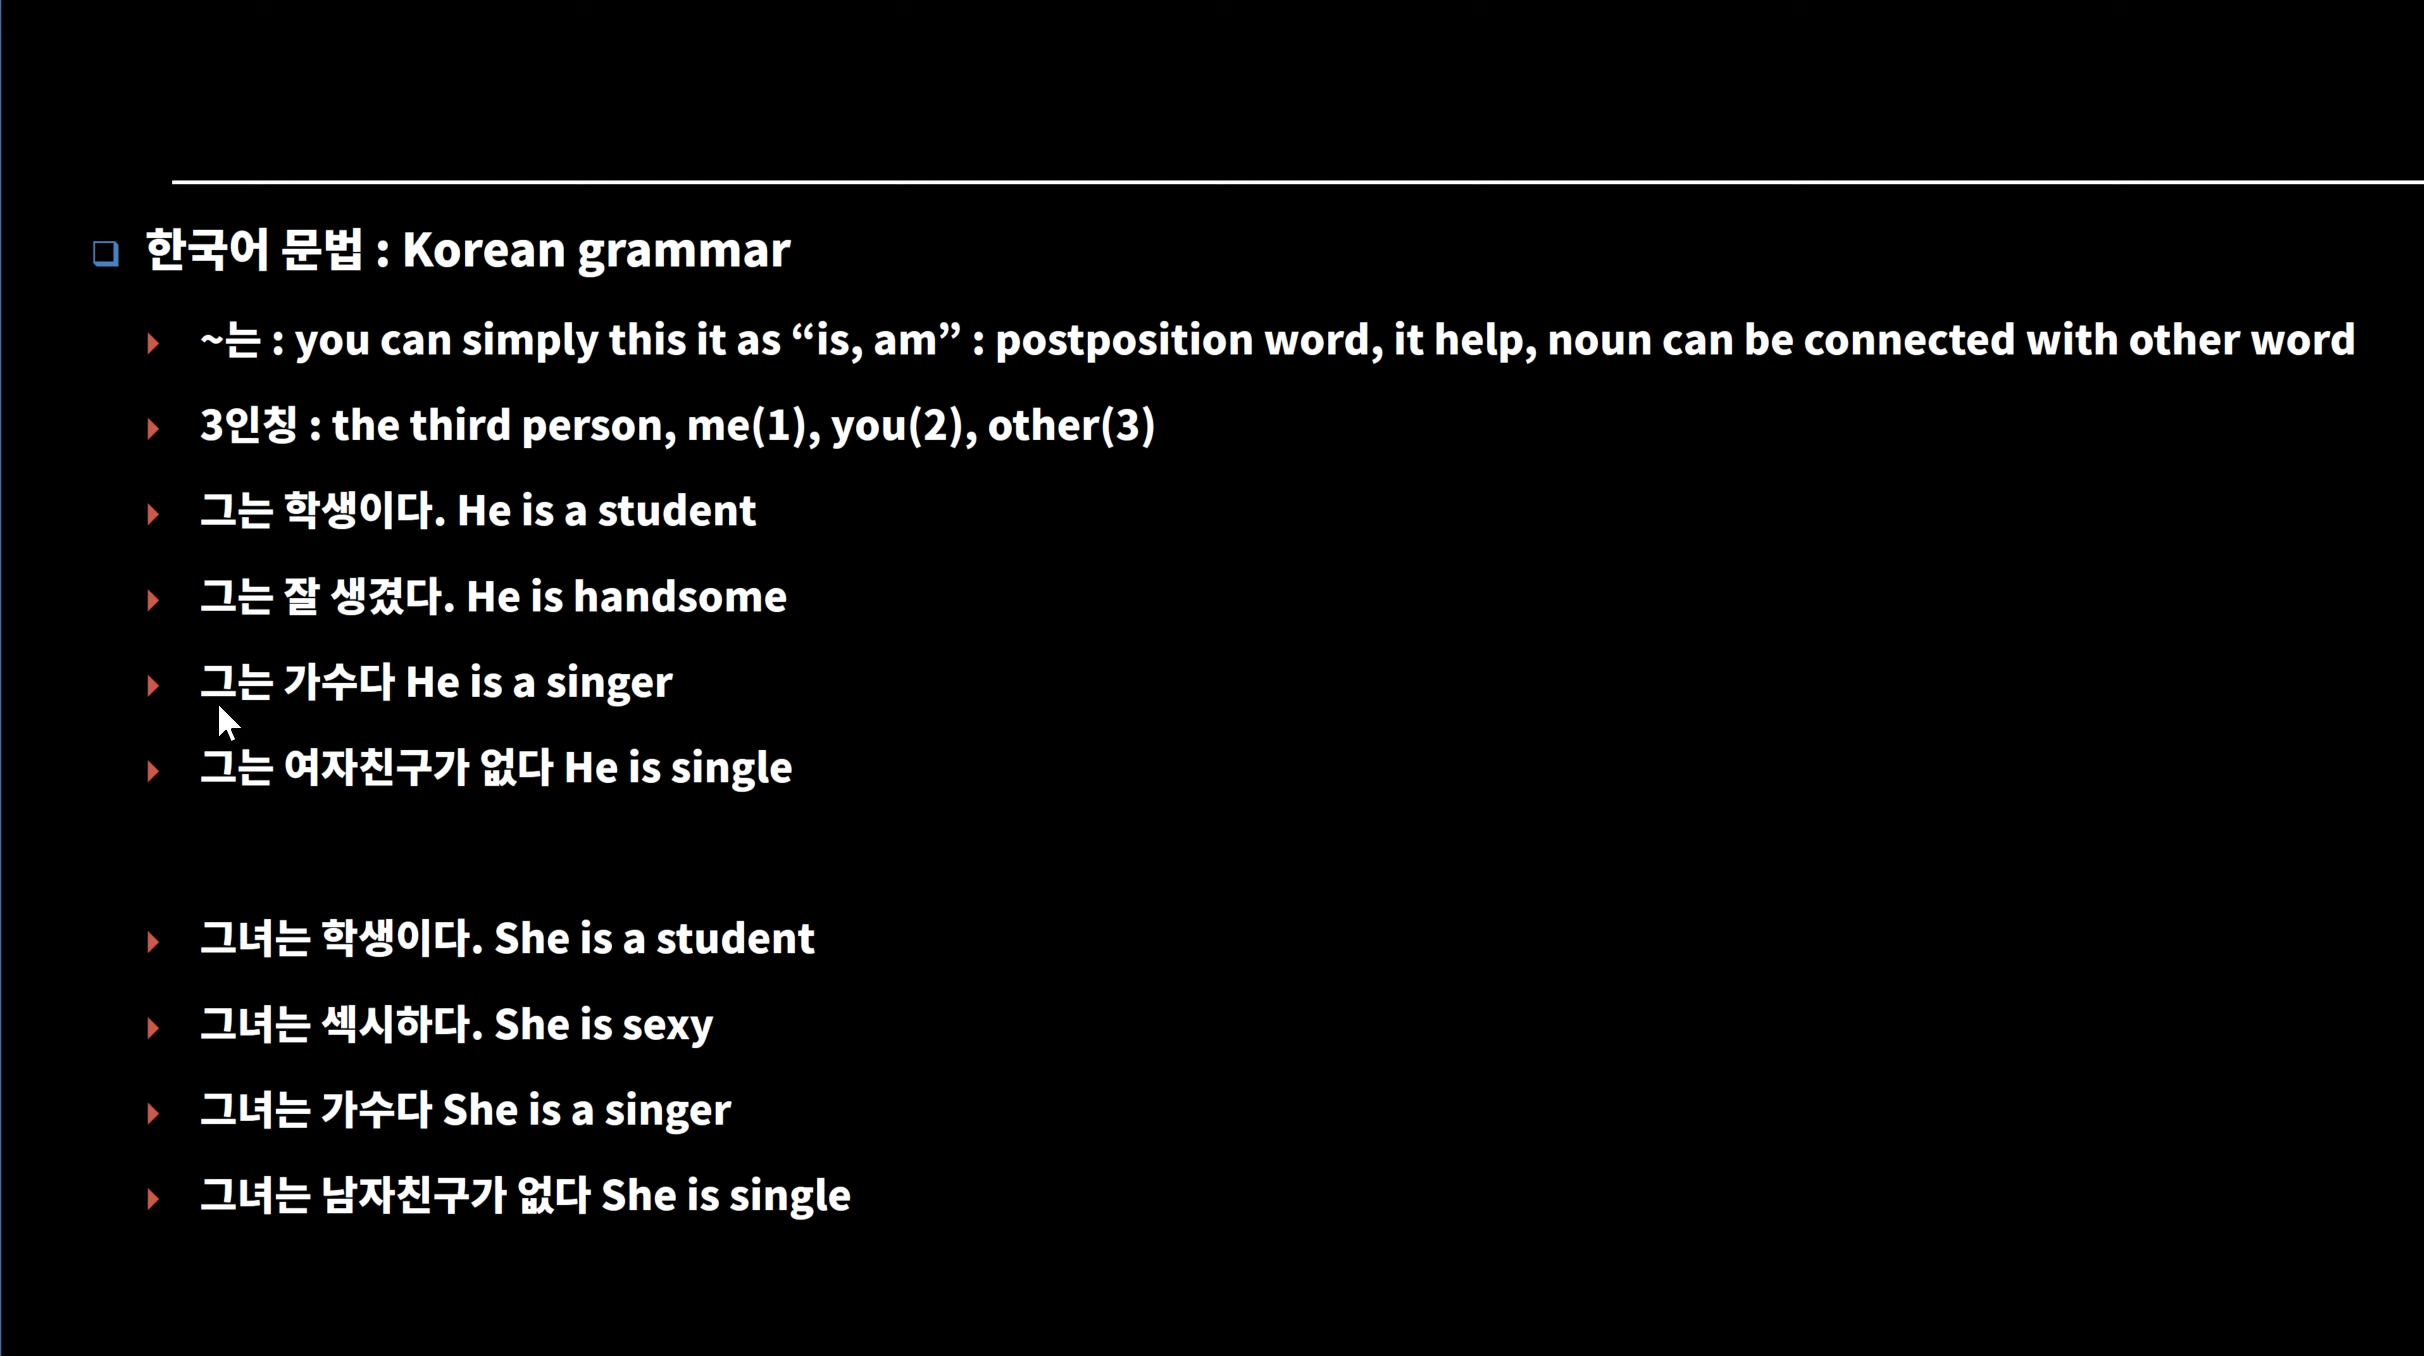 한국어 문법 : Korean grammar
~는 : you can simply this it as “is, am” : postposition word, it help, noun can be connected with other word
3인칭 : the third person, me(1), you(2), other(3)
그는 학생이다. He is a student
그는 잘 생겼다. He is handsome
그는 가수다 He is a singer
그는 여자친구가 없다 He is single
그녀는 학생이다. She is a student
그녀는 섹시하다. She is sexy
그녀는 가수다 She is a singer
그녀는 남자친구가 없다 She is single